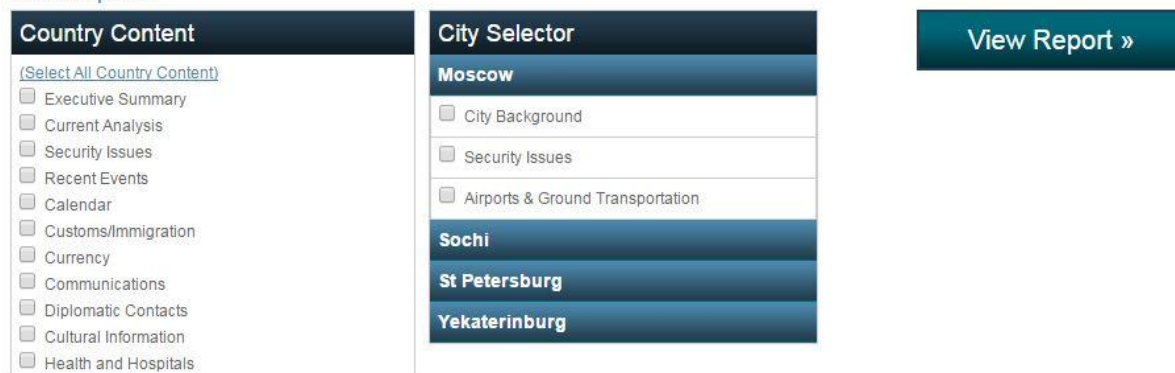 Country Content
(Select All Country Content)
Executive Summary
Current Analysis
Security Issues
Recent Events
Calendar
Customs/Immigration
Currency
Communications
Diplomatic Contacts
Cultural Information
Health and Hospitals
City Selector
Moscow
City Background
Security Issues
Airports & Ground Transportation
Sochi
St Petersburg
Yekaterinburg
View Report »